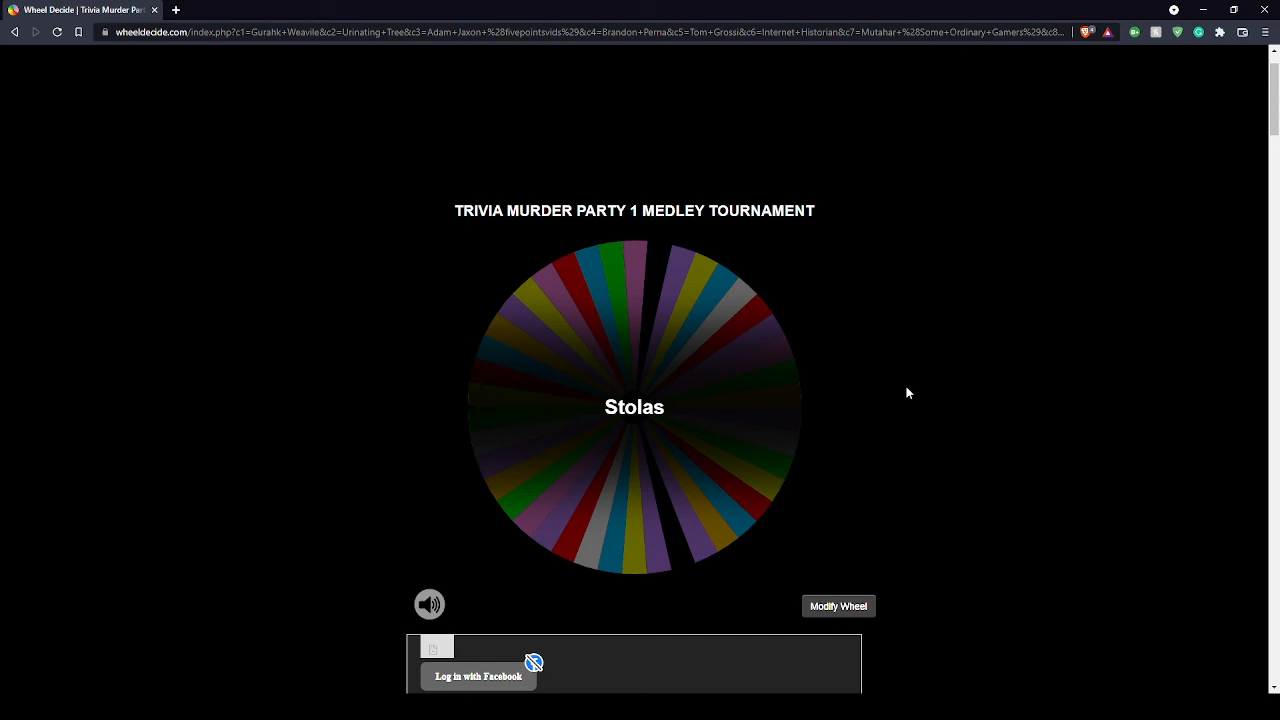 Wheel Decide | Trivia Murder Par
wheeldecide.com/index.php?c1=Gurahk+Weavile&c2=Urinating+Tree&c3=Adam+Jaxon+%28fivepointsvids%29&c4=Brandon+Perna&c5=Tom+Grossi&c6=Internet+Historian&c7=Mutahar+%28Some+Ordinary+Gamers%29&c8...
TRIVIA MURDER PARTY 1 MEDLEY TOURNAMENT
Stolas
Modify Wheel
Log in with Facebook